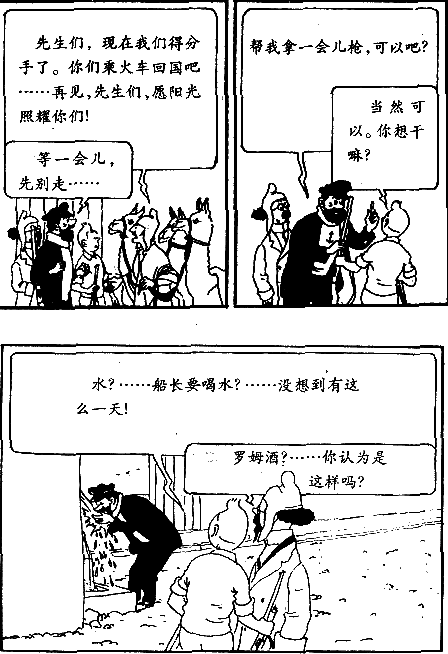 先生们，现在我们得分
手了。你们乘火车回国吧
……再见，先生们，愿阳光
照耀你们！
等一会儿，
先别走……
帮我拿一会儿枪，可以吧？
当然可
以。你想干
嘛？
水？……船长要喝水？……没想到有这
么一天！
罗姆酒？……你认为是
这样吗？